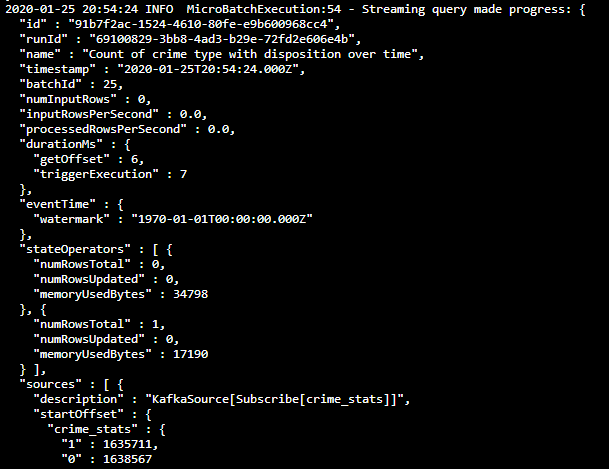 2020-01-25 20:54:24 INFO  MicroBatchExecution:54 - Streaming query made progress: {
  "id" : "91b7f2ac-1524-4610-80fe-e9b600968cc4",
  "runId" : "69100829-3bb8-4ad3-b29e-72fd2e606e4b",
  "name" : "Count of crime type with disposition over time",
  "timestamp" : "2020-01-25T20:54:24.000Z",
  "batchId" : 25,
  "numInputRows" : 0,
  "inputRowsPerSecond" : 0.0,
  "processedRowsPerSecond" : 0.0,
  "durationMs" : {
    "getOffset" : 6,
    "triggerExecution" : 7
  },
  "eventTime" : {
    "watermark" : "1970-01-01T00:00:00.000Z"
  },
  "stateOperators" : [ {
    "numRowsTotal" : 0,
    "numRowsUpdated" : 0,
    "memoryUsedBytes" : 34798
  }, {
    "numRowsTotal" : 1,
    "numRowsUpdated" : 0,
    "memoryUsedBytes" : 17190
  } ],
  "sources" : [ {
    "description" : "KafkaSource[Subscribe[crime_stats]]",
    "startOffset" : {
      "crime_stats" : {
        "1" : 1635711,
        "0" : 1638567